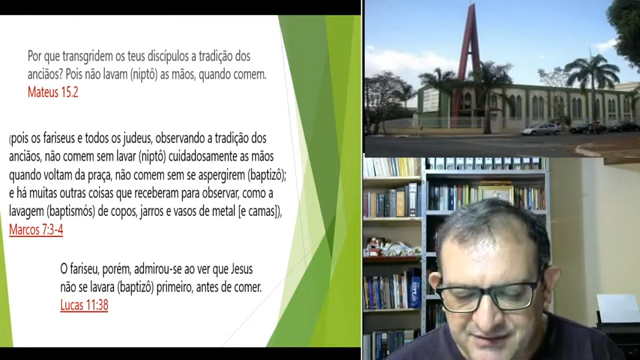 Por que transgridem os teus discípulos a tradição dos
anciãos? Pois não lavam (niptô) as mãos, quando comem.
Mateus 15.2
(pois os fariseus e todos os judeus, observando a tradição dos
anciãos, não comem sem lavar (niptô) cuidadosamente as mãos
quando voltam da praça, não comem sem se aspergirem (baptizô);
e há muitas outras coisas que receberam para observar, como a
lavagem (baptismós) de copos, jarros e vasos de metal [e camas]),
Marcos 7:3-4
O fariseu, porém, admirou-se ao ver que Jesus
não se lavara (baptizô) primeiro, antes de comer.
Lucas 11:38